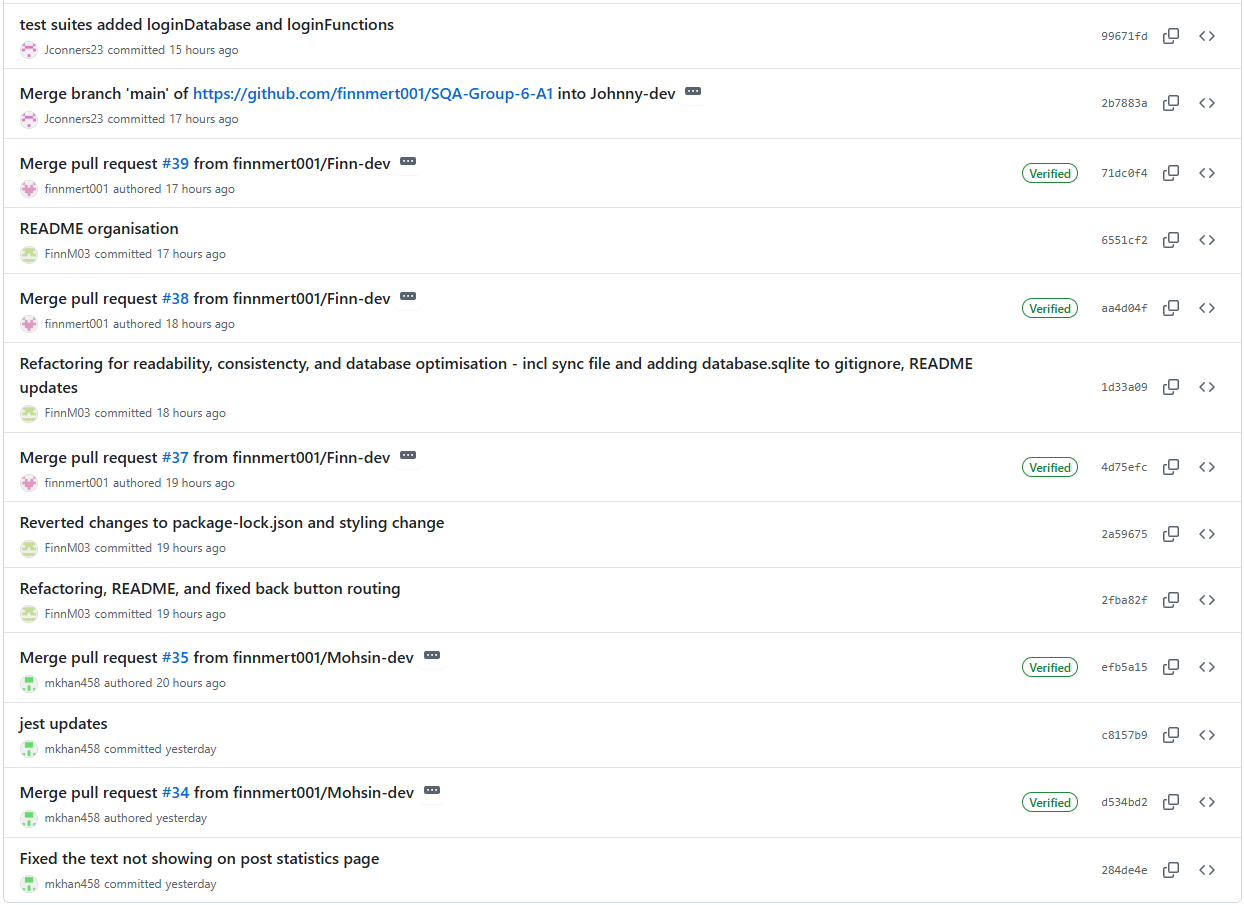 test suites added loginDatabase and loginFunctions
Jconners23 committed 15 hours ago
99671fd
Merge branch 'main' of https://github.com/finnmert001/SQA-Group-6-A1 into Johnny-dev
Jconners23 committed 17 hours ago
2b7883a
Merge pull request #39 from finnmert001/Finn-dev
finnmert001 authored 17 hours ago
Verified 71dc0f4
README organisation
FinnM03 committed 17 hours ago
6551cf2
Merge pull request #38 from finnmert001/Finn-dev
finnmert001 authored 18 hours ago
Verified aa4d04f
Refactoring for readability, consistencty, and database optimisation - incl sync file and adding database.sqlite to gitignore, README
updates
FinnM03 committed 18 hours ago
1d33a09
Merge pull request #37 from finnmert001/Finn-dev
finnmert001 authored 19 hours ago
Verified 4d75efc
Reverted changes to package-lock.json and styling change
FinnM03 committed 19 hours ago
2a59675
Refactoring, README, and fixed back button routing
FinnM03 committed 19 hours ago
2fba82f
Merge pull request #35 from finnmert001/Mohsin-dev
mkhan458 authored 20 hours ago
Verified efb5a15
jest updates
mkhan458 committed yesterday
c8157b9
Merge pull request #34 from finnmert001/Mohsin-dev
mkhan458 authored yesterday
Verified d534bd2
Fixed the text not showing on post statistics page
mkhan458 committed yesterday
284de4e